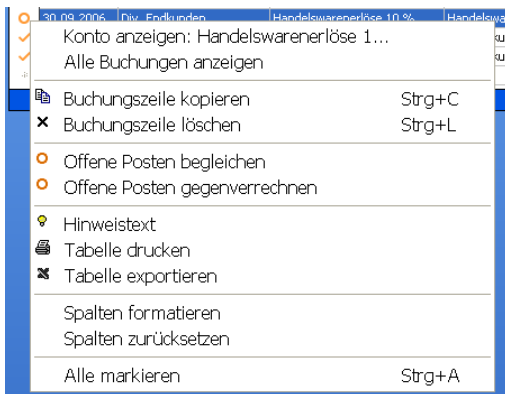 30.09.2006 Div. Endkunden Handelswarenerlöse 10 %
Konto anzeigen: Handelswarenerlöse 1...
Alle Buchungen anzeigen
Buchungszeile kopieren Strg+C
Buchungszeile löschen Strg+L
Offene Posten begleichen
Offene Posten gegenverrechnen
Hinweistext
Tabelle drucken
Tabelle exportieren
Spalten formatieren
Spalten zurücksetzen
Alle markieren Strg+A